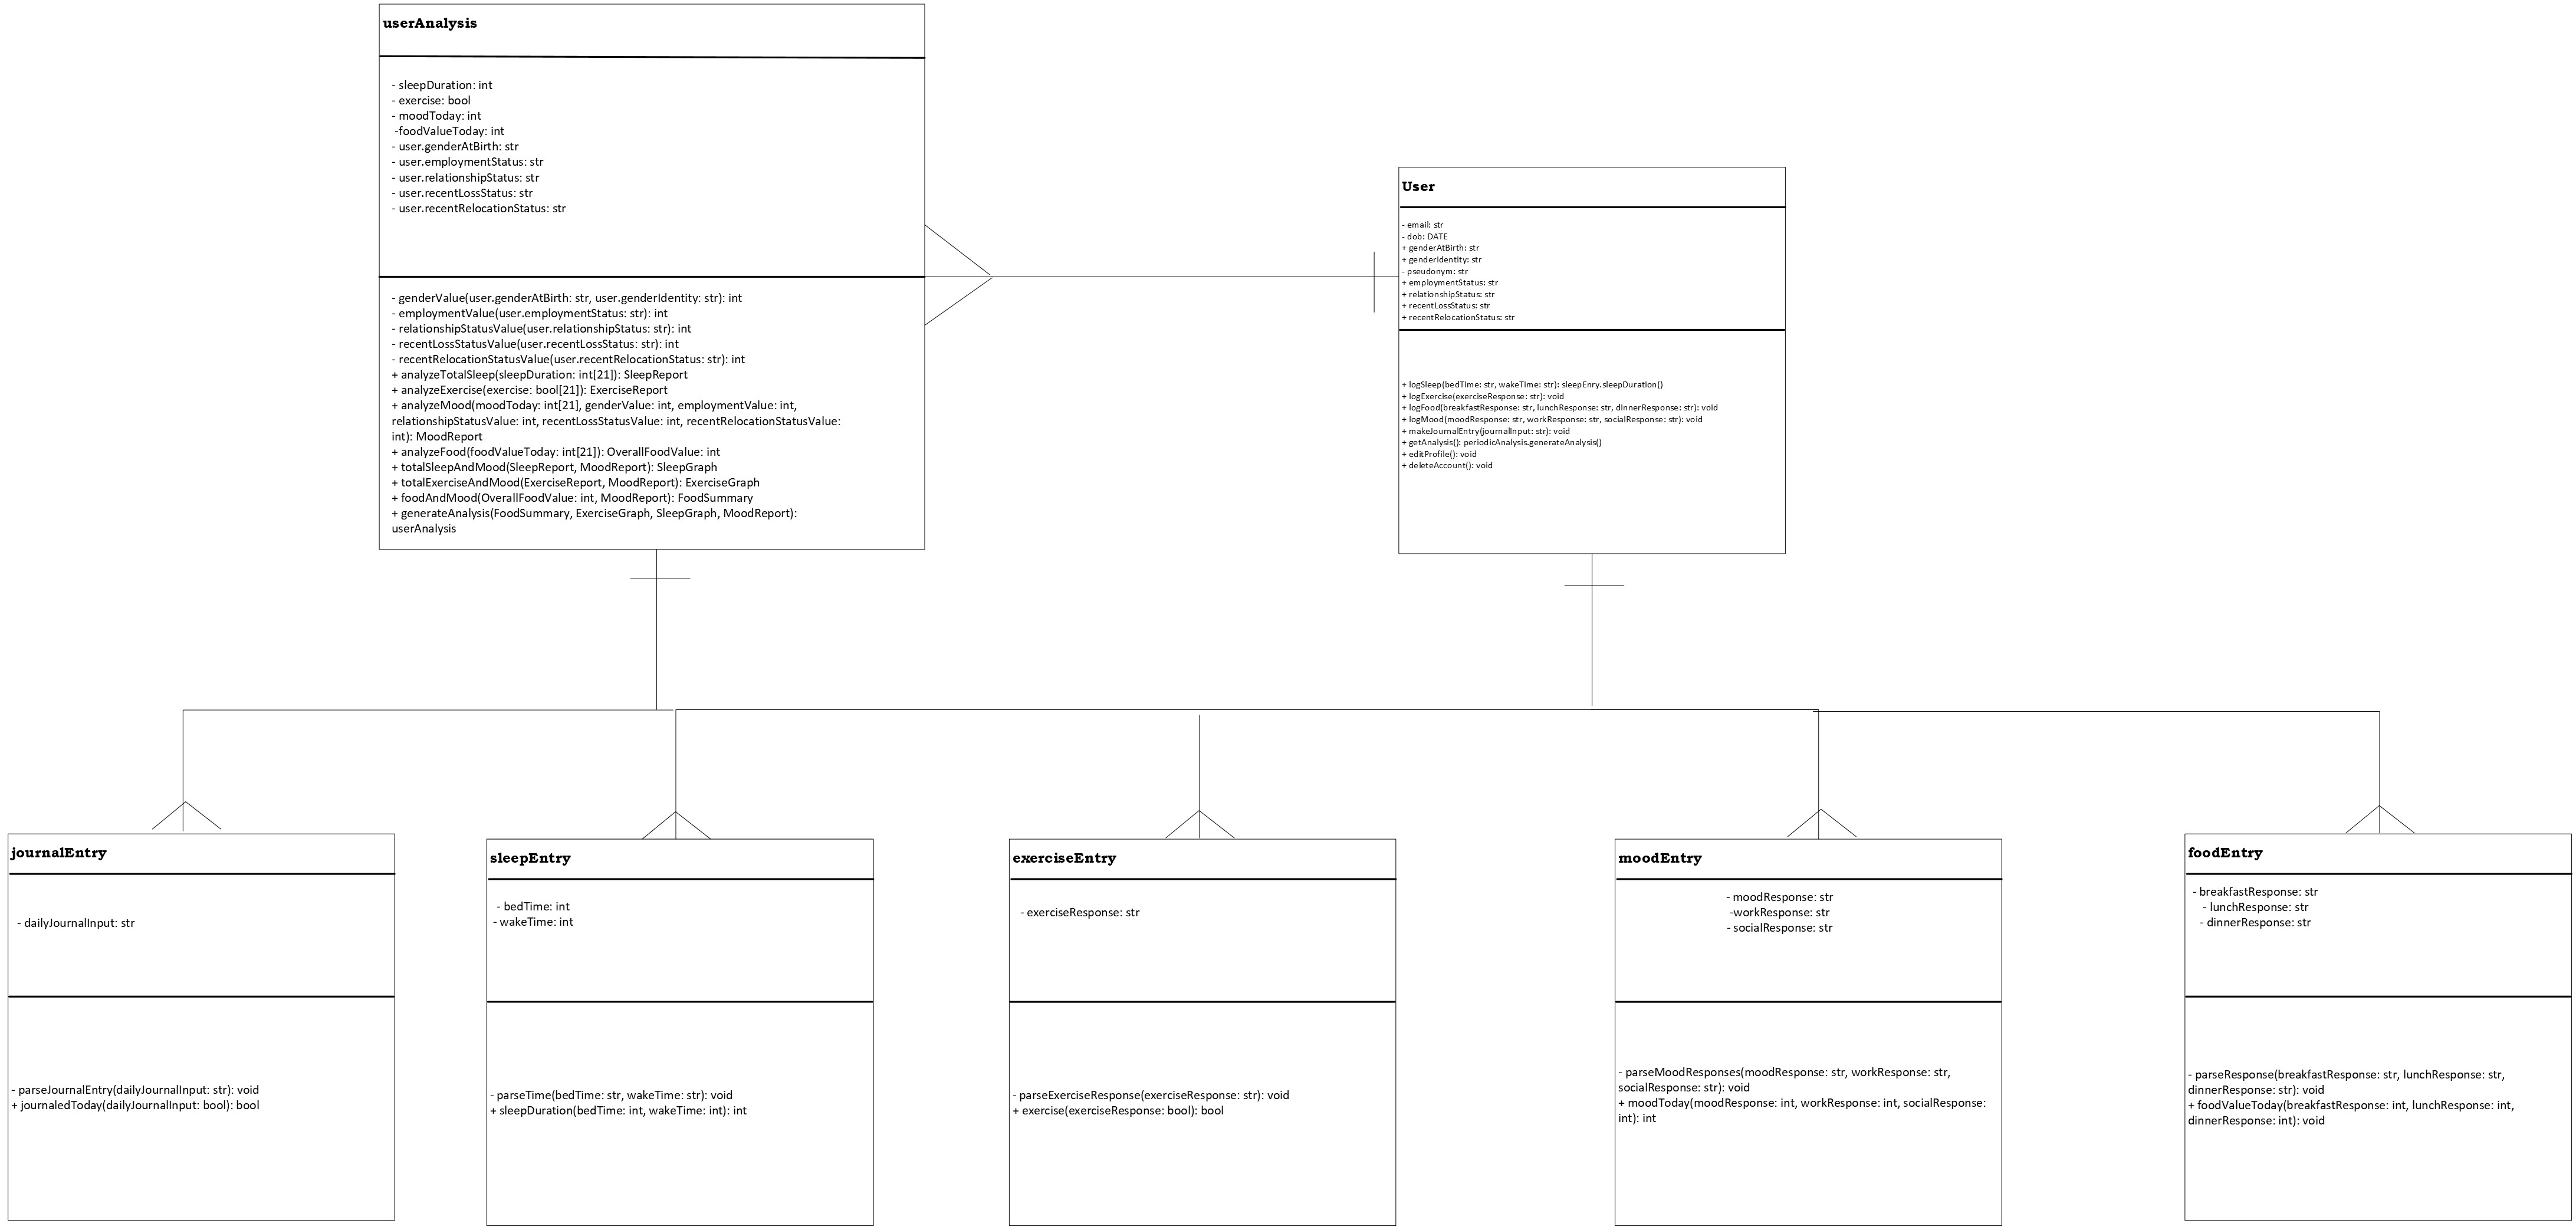 userAnalysis
- sleepDuration: int
- exercise: bool
- moodToday: int
-foodValueToday: int
- user.genderAtBirth: str
- user.employmentStatus: str
- user.relationshipStatus: str
- user.recentLossStatus: str
- user.recentRelocationStatus: str
- genderValue(user.genderAtBirth: str, user.genderIdentity: str): int
- employmentValue(user.employmentStatus: str): int
- relationshipStatusValue(user.relationshipStatus: str): int
- recentLossStatusValue(user.recentLossStatus: str): int
- recentRelocationStatusValue(user.recentRelocationStatus: str): int
+ analyzeTotalSleep(sleepDuration: int[21]): SleepReport
+ analyzeExercise(exercise: bool[21]): ExerciseReport
+ analyzeMood(moodToday: int[21], genderValue: int, employmentValue: int,
relationshipStatusValue: int, recentLossStatusValue: int, recentRelocationStatusValue:
int): MoodReport
+ analyzeFood(foodValueToday: int[21]): OverallFoodValue: int
+ totalSleepAndMood(SleepReport, MoodReport): SleepGraph
+ totalExerciseAndMood(ExerciseReport, MoodReport): ExerciseGraph
+ foodAndMood(OverallFoodValue: int, MoodReport): FoodSummary
+ generateAnalysis(FoodSummary, ExerciseGraph, SleepGraph, MoodReport):
userAnalysis
User
- email: str
- dob: DATE
+ genderAtBirth: str
+ genderIdentity: str
- pseudonym: str
+ employmentStatus: str
+ relationshipStatus: str
+ recentLossStatus: str
+ recentRelocationStatus: str
+ logSleep(bedTime: str, wakeTime: str): sleepEnry.sleepDuration()
+ logExercise(exerciseResponse: str): void
+ logFood(breakfastResponse: str, lunchResponse: str, dinnerResponse: str): void
+ logMood(moodResponse: str, workResponse: str, socialResponse: str): void
+ makeJournalEntry(journalInput: str): void
+ getAnalysis(): periodicAnalysis.generateAnalysis()
+ editProfile(): void
+ deleteAccount(): void
journalEntry
- dailyJournalInput: str
- parseJournalEntry(dailyJournalInput: str): void
+ journaledToday(dailyJournalInput: bool): bool
sleepEntry
- bedTime: int
- wakeTime: int
- parseTime(bedTime: str, wakeTime: str): void
+ sleepDuration(bedTime: int, wakeTime: int): int
exerciseEntry
- exerciseResponse: str
- parseExerciseResponse(exerciseResponse: str): void
+ exercise(exerciseResponse: bool): bool
moodEntry
- moodResponse: str
-workResponse: str
- socialResponse: str
- parseMoodResponses(moodResponse: str, workResponse: str,
socialResponse: str): void
+ moodToday(moodResponse: int, workResponse: int, socialResponse:
int): int
foodEntry
- breakfastResponse: str
- lunchResponse: str
- dinnerResponse: str
- parseResponse(breakfastResponse: str, lunchResponse: str,
dinnerResponse: str): void
+ foodValueToday(breakfastResponse: int, lunchResponse: int,
dinnerResponse: int): void